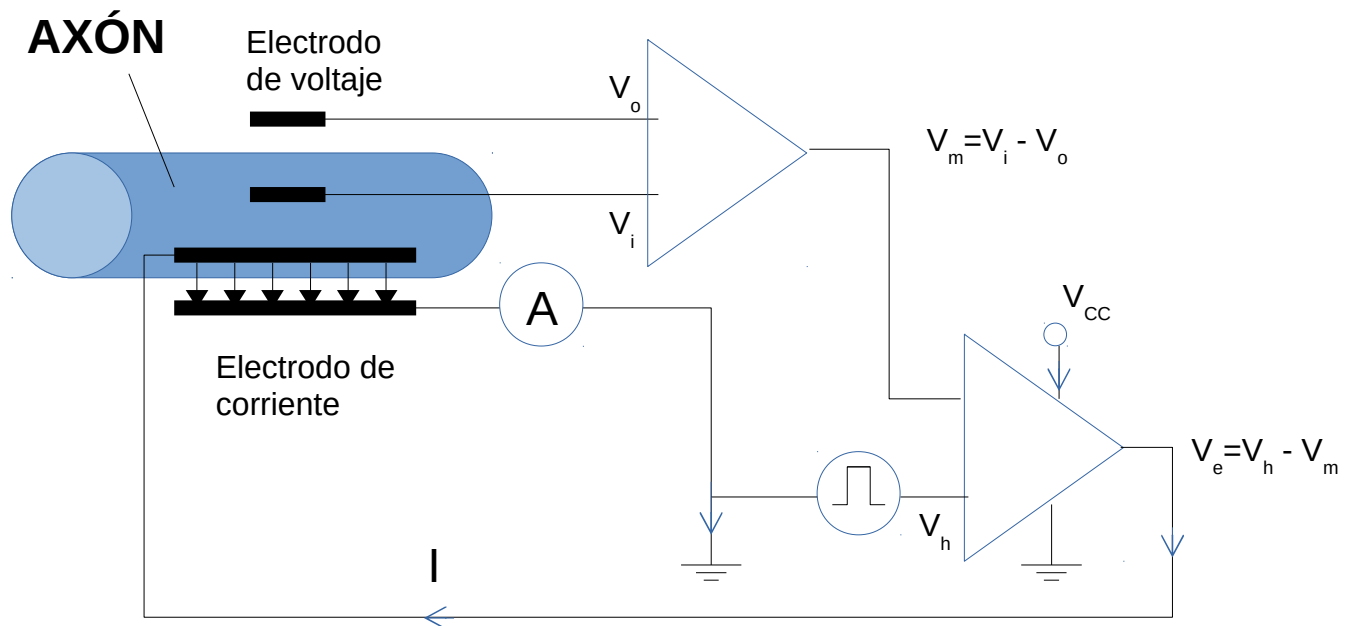 AXÓN
Electrodo
de voltaje
Vo
Vi
Vm=Vi - Vo
A
Electrodo de
corriente
VCC
Vh
Ve=Vh - Vm
I